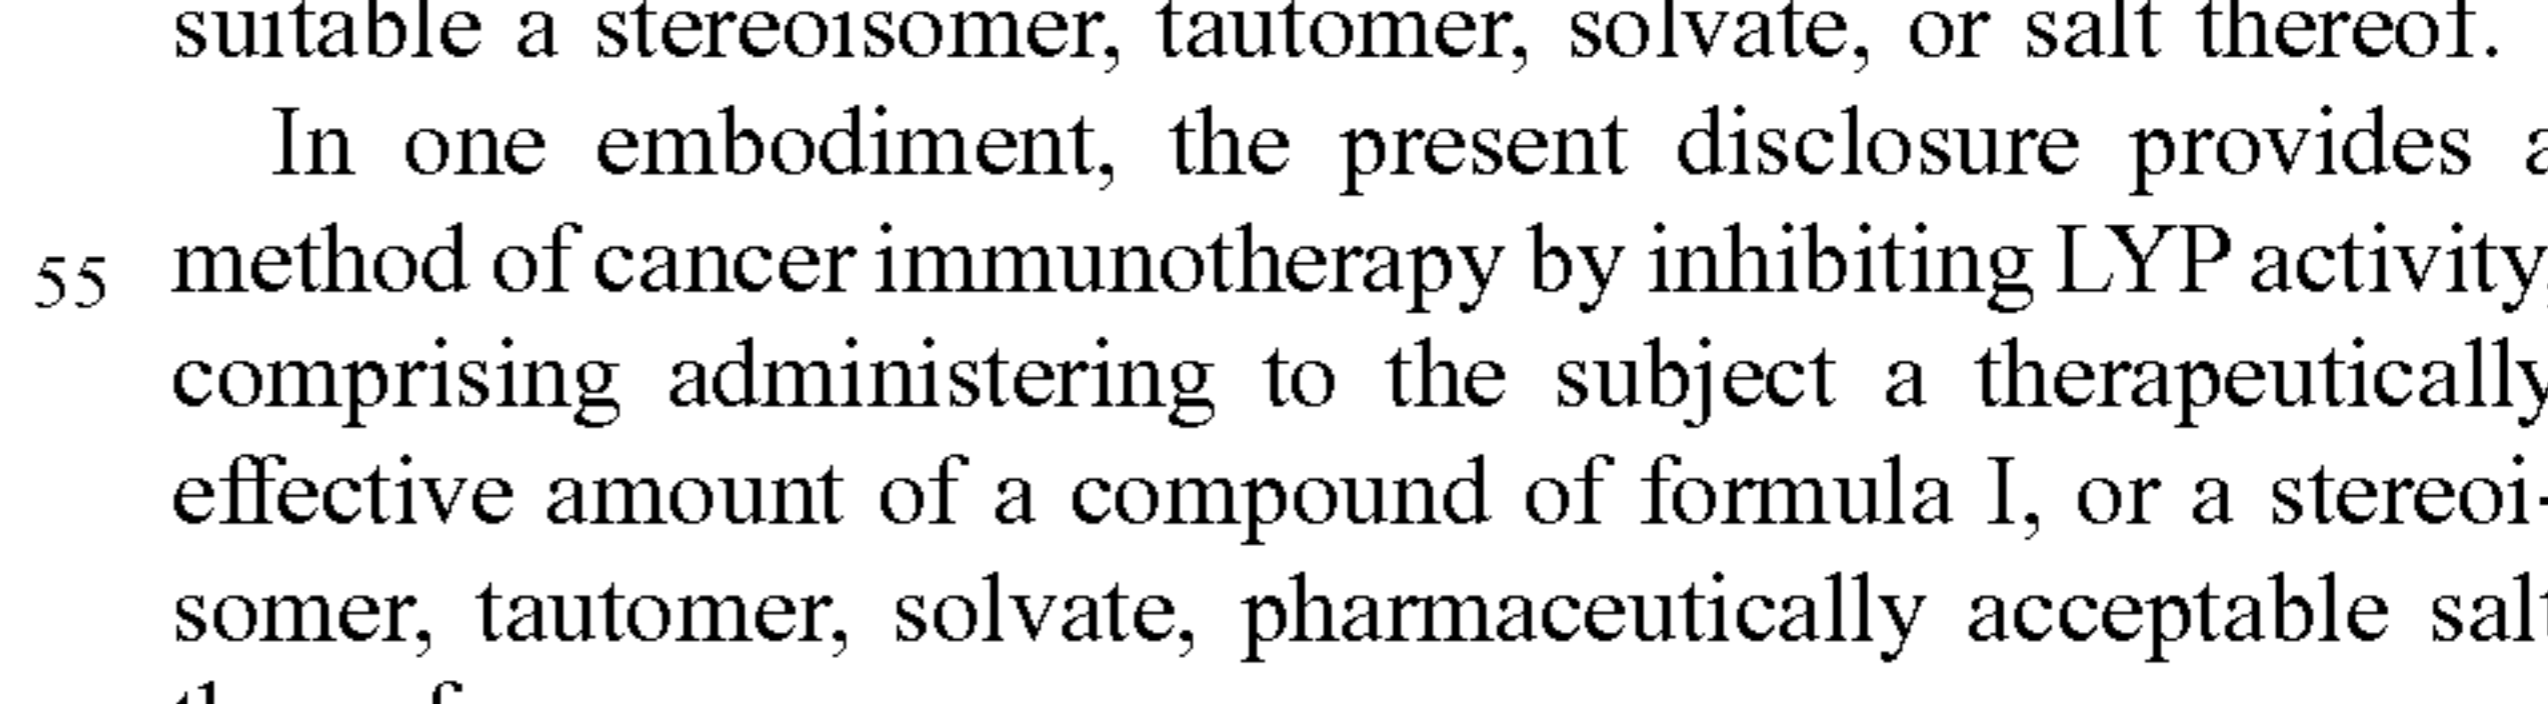 suitable a stereoisomer, tautomer, solvate, or salt thereof.
In one embodiment, the present disclosure provides a
55 method of cancer immunotherapy by inhibiting LYP activity,
comprising administering to the subject a therapeutically
effective amount of a compound of formula I, or a stereoi-
somer, tautomer, solvate, pharmaceutically acceptable salt